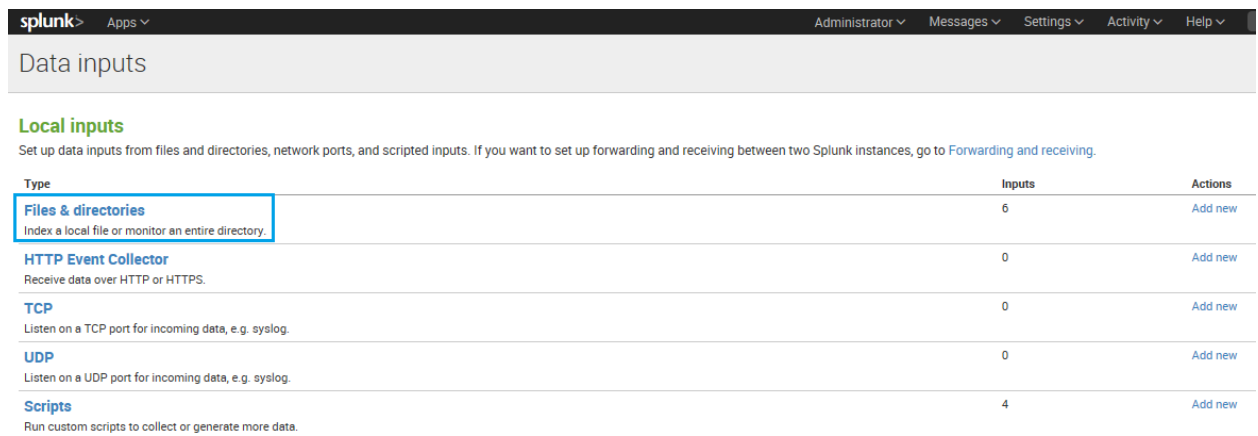 splunk> Apps Administrator Messages Settings Activity Help
Data inputs
Local inputs
Set up data inputs from files and directories, network ports, and scripted inputs. If you want to set up forwarding and receiving between two Splunk instances, go to Forwarding and receiving.
Type Inputs Actions
Files & directories 6 Add new
Index a local file or monitor an entire directory.
HTTP Event Collector 0 Add new
Receive data over HTTP or HTTPS.
TCP 0 Add new
Listen on a TCP port for incoming data, e.g. syslog.
UDP 0 Add new
Listen on a UDP port for incoming data, e.g. syslog.
Scripts 4 Add new
Run custom scripts to collect or generate more data.